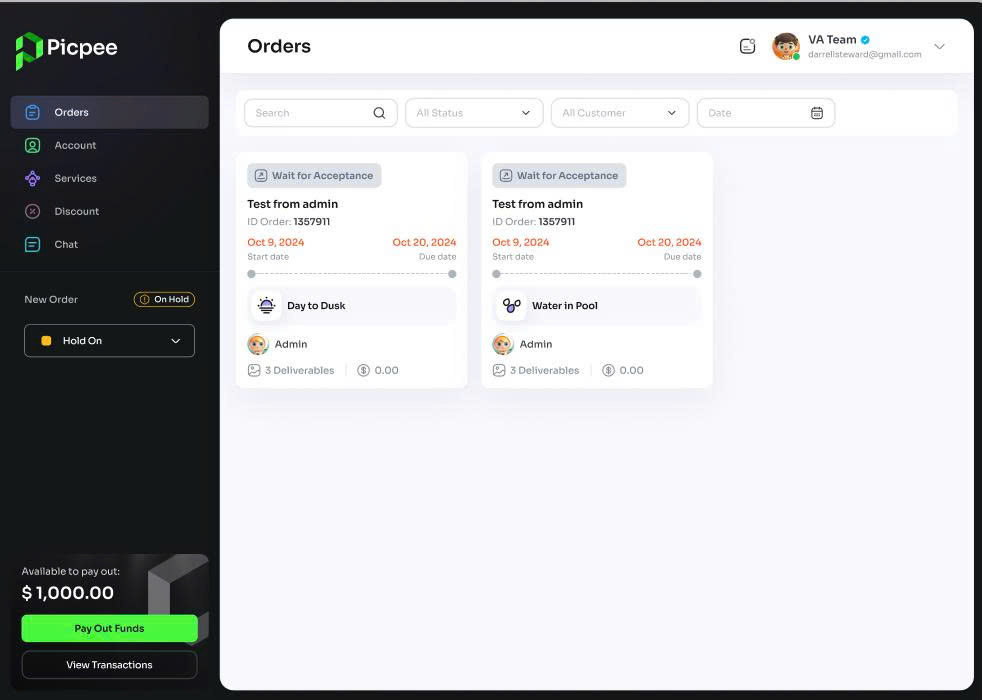 Picpee
Orders
Account
Services
Discount
Chat
New Order
On Hold
Hold On
Available to pay out:
$ 1,000.00
Pay Out Funds
View Transactions
Orders
VA Team
darrelisteward@gmail.com
Search
All Status
All Customer
Date
Wait for Acceptance
Test from admin
ID Order: 1357911
Oct 9, 2024 Oct 20, 2024
Start date Due date
Day to Dusk
Admin
3 Deliverables 0.00
Wait for Acceptance
Test from admin
ID Order: 1357911
Oct 9, 2024 Oct 20, 2024
Start date Due date
Water in Pool
Admin
3 Deliverables 0.00